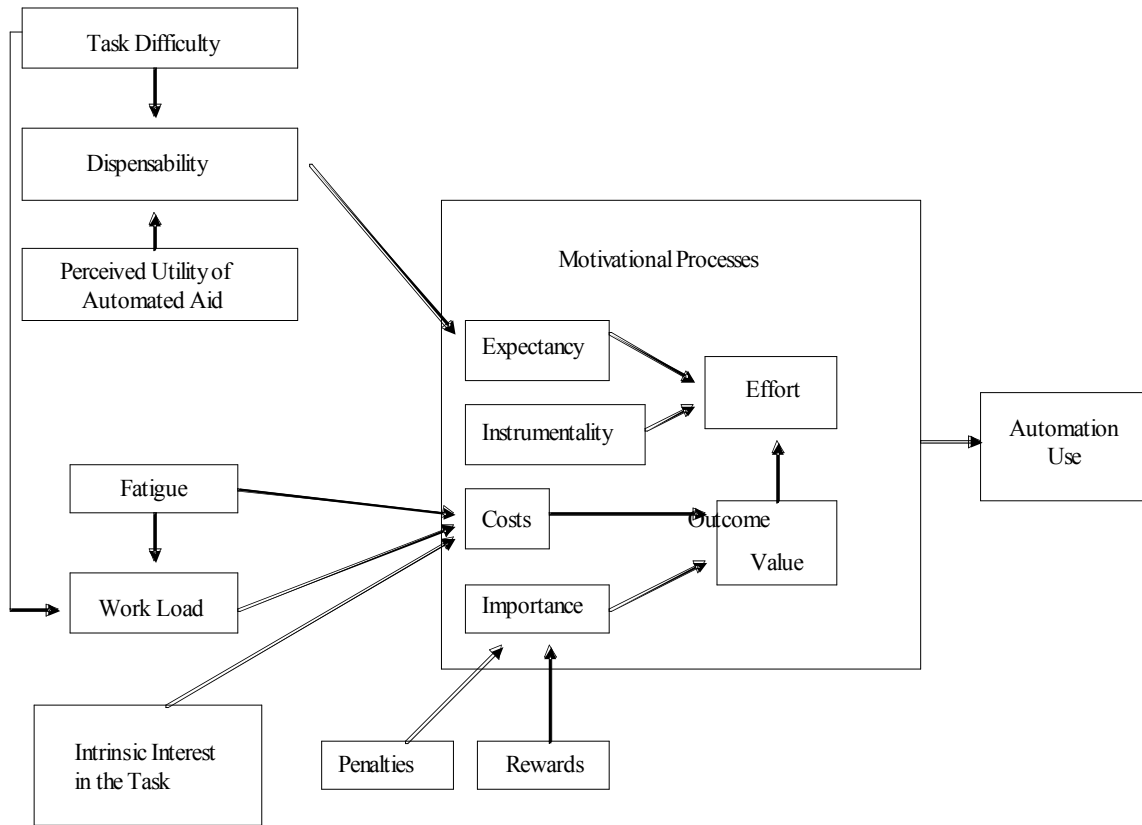 Task Difficulty
Dispensability
Perceived Utility of
Automated Aid
Motivational Processes
Expectancy
Effort
Instrumentality
Automation
Use
Fatigue
Costs
Outcome
Value
Work Load
Importance
Intrinsic Interest
in the Task
Penalties
Rewards